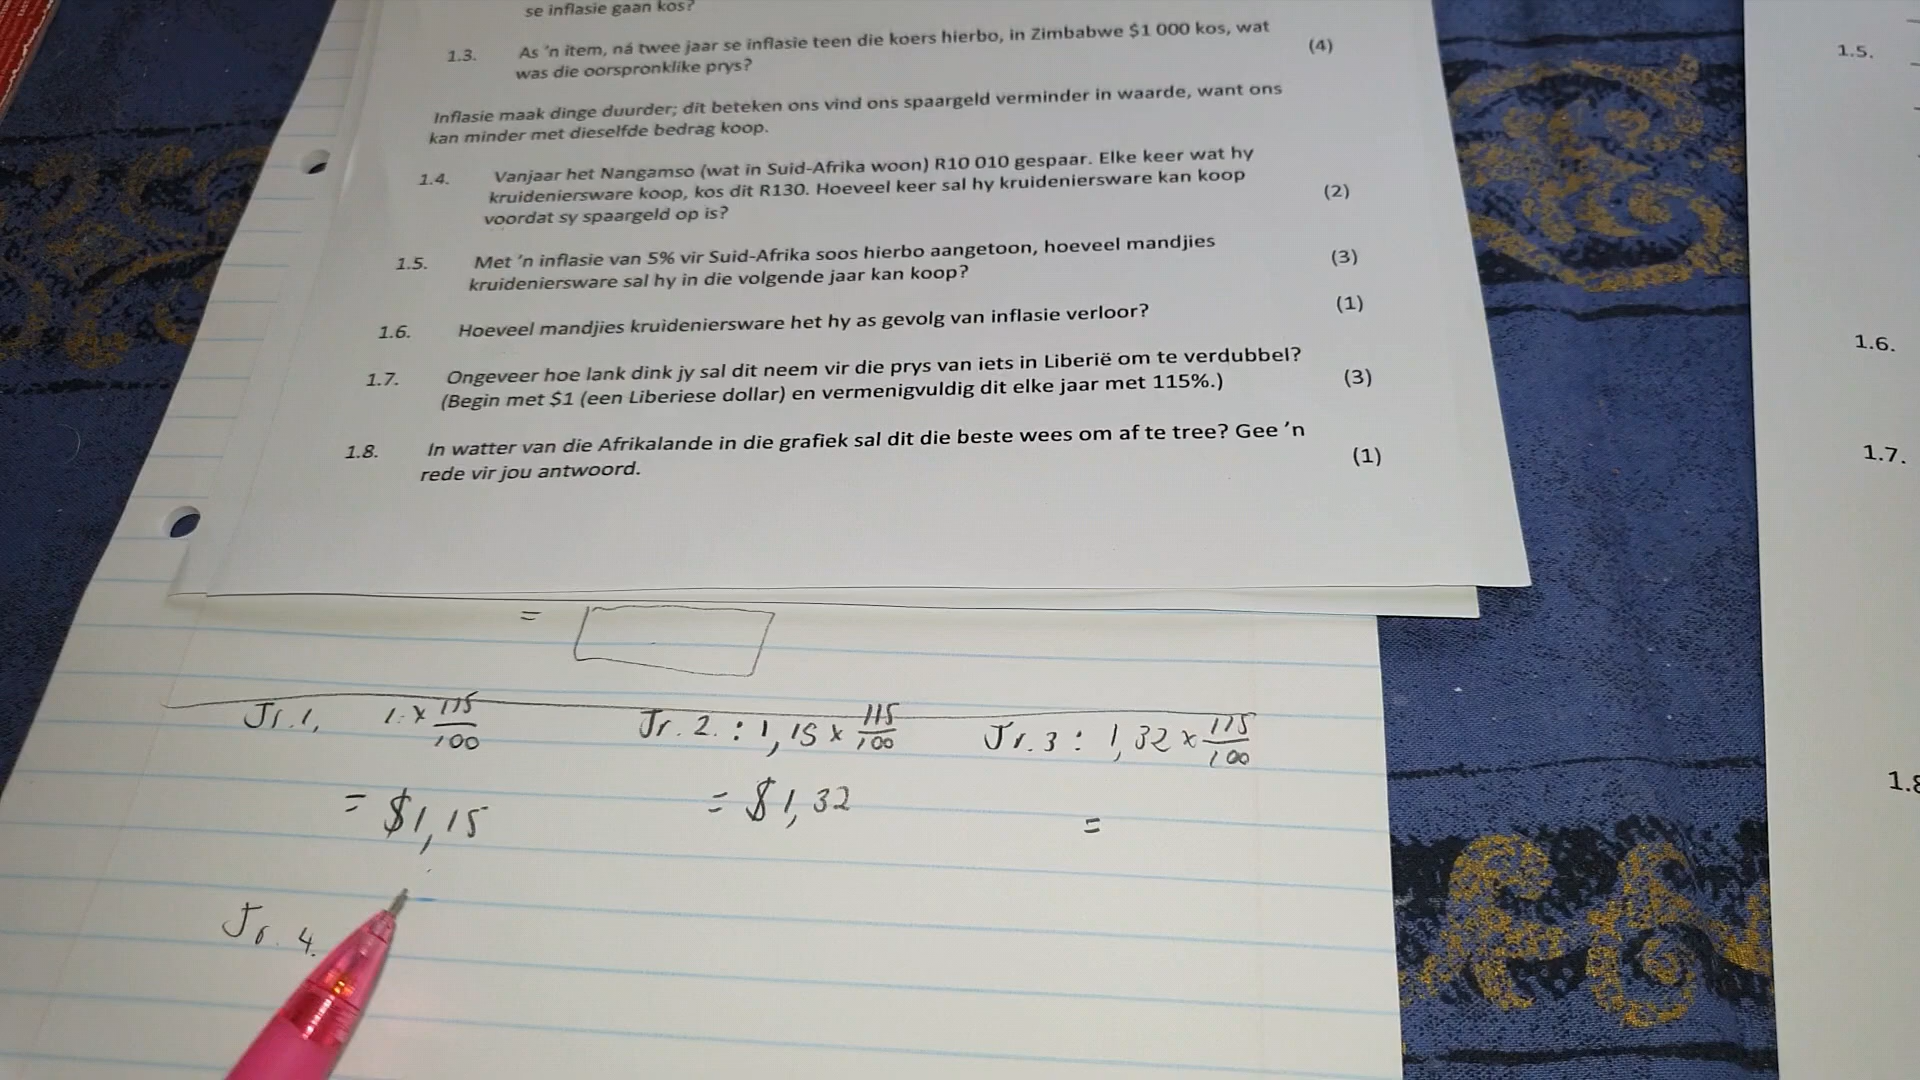 se inflasie gaan kos?
1.3. As 'n item, ná twee jaar se inflasie teen die koers hierbo, in Zimbabwe $1 000 kos, wat (4)
was die oorspronklike prys?
Inflasie maak dinge duurder; dit beteken ons vind ons spaargeld verminder in waarde, want ons
kan minder met dieselfde bedrag koop.
1.4. Vanjaar het Nangamso (wat in Suid-Afrika woon) R10 010 gespaar. Elke keer wat hy
kruideniersware koop, kos dit R130. Hoeveel keer sal hy kruideniersware kan koop (2)
voordat sy spaargeld op is?
1.5. Met 'n inflasie van 5% vir Suid-Afrika soos hierbo aangetoon, hoeveel mandjies (3)
kruideniersware sal hy in die volgende jaar kan koop?
1.6. Hoeveel mandjies kruideniersware het hy as gevolg van inflasie verloor? (1)
1.7. Ongeveer hoe lank dink jy sal dit neem vir die prys van iets in Liberië om te verdubbel?
(Begin met $1 (een Liberiese dollar) en vermenigvuldig dit elke jaar met 115%.) (3)
1.8. In watter van die Afrikalande in die grafiek sal dit die beste wees om af te tree? Gee 'n
rede vir jou antwoord. (1)
=
Jr. 1, 1 × 115/100 Jr. 2. : 1,15 × 115/100 Jr. 3 : 1,32 × 115/100
= $1,15 = $1,32 =
Jr. 4.
1.5.
1.6.
1.7.